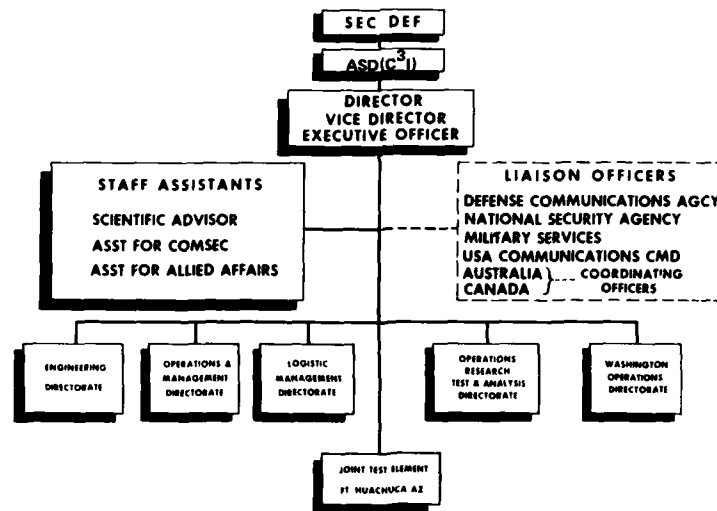 SEC DEF
ASD(C³I)
DIRECTOR
VICE DIRECTOR
EXECUTIVE OFFICER
STAFF ASSISTANTS
SCIENTIFIC ADVISOR
ASST FOR COMSEC
ASST FOR ALLIED AFFAIRS
LIAISON OFFICERS
DEFENSE COMMUNICATIONS AGCY
NATIONAL SECURITY AGENCY
MILITARY SERVICES
USA COMMUNICATIONS CMD
AUSTRALIA
CANADA
COORDINATING
OFFICERS
ENGINEERING
DIRECTORATE
OPERATIONS &
MANAGEMENT
DIRECTORATE
LOGISTIC
MANAGEMENT
DIRECTORATE
OPERATIONS
RESEARCH
TEST & ANALYSIS
DIRECTORATE
WASHINGTON
OPERATIONS
DIRECTORATE
JOINT TEST ELEMENT
FT HUACHUCA AZ